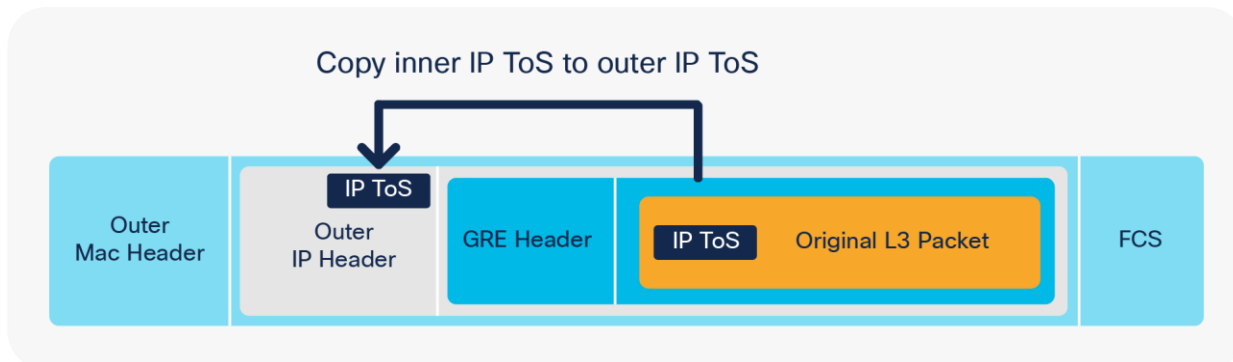 Copy inner IP ToS to outer IP ToS
Outer
Mac Header
IP ToS
Outer
IP Header
GRE Header
IP ToS
Original L3 Packet
FCS